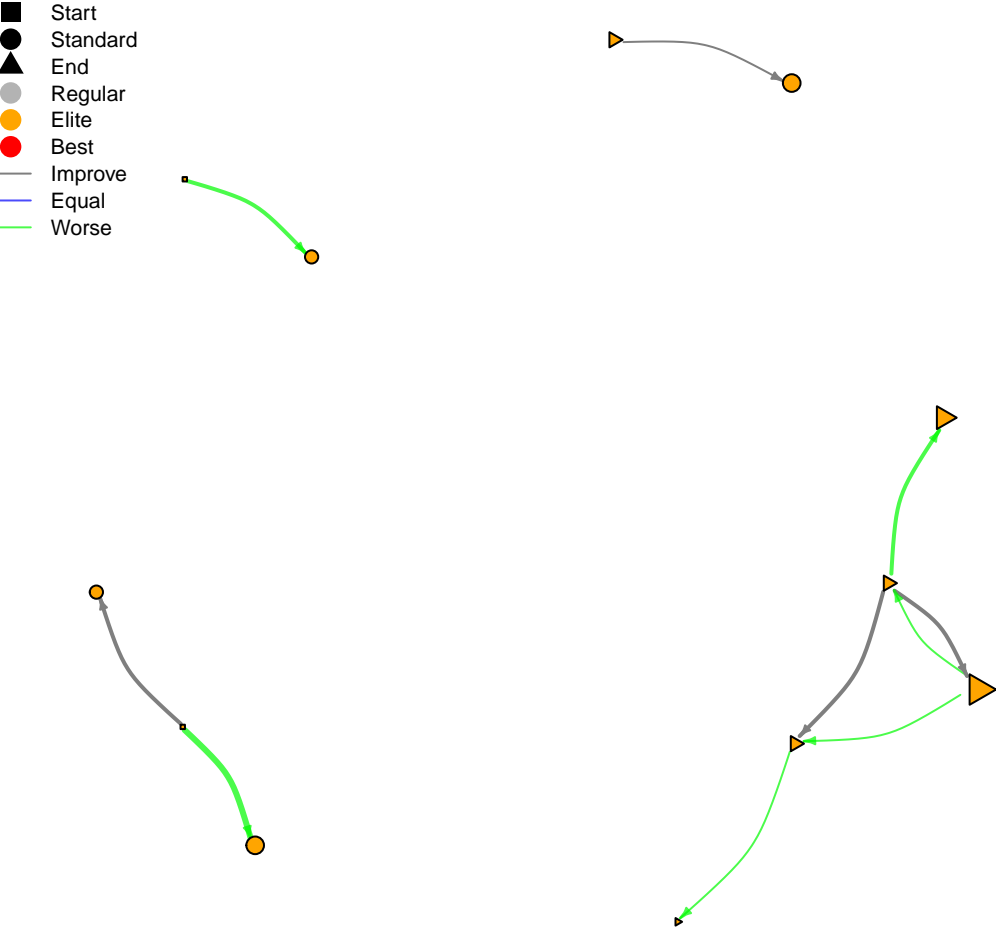 Start
Standard
End
Regular
Elite
Best
Improve
Equal
Worse